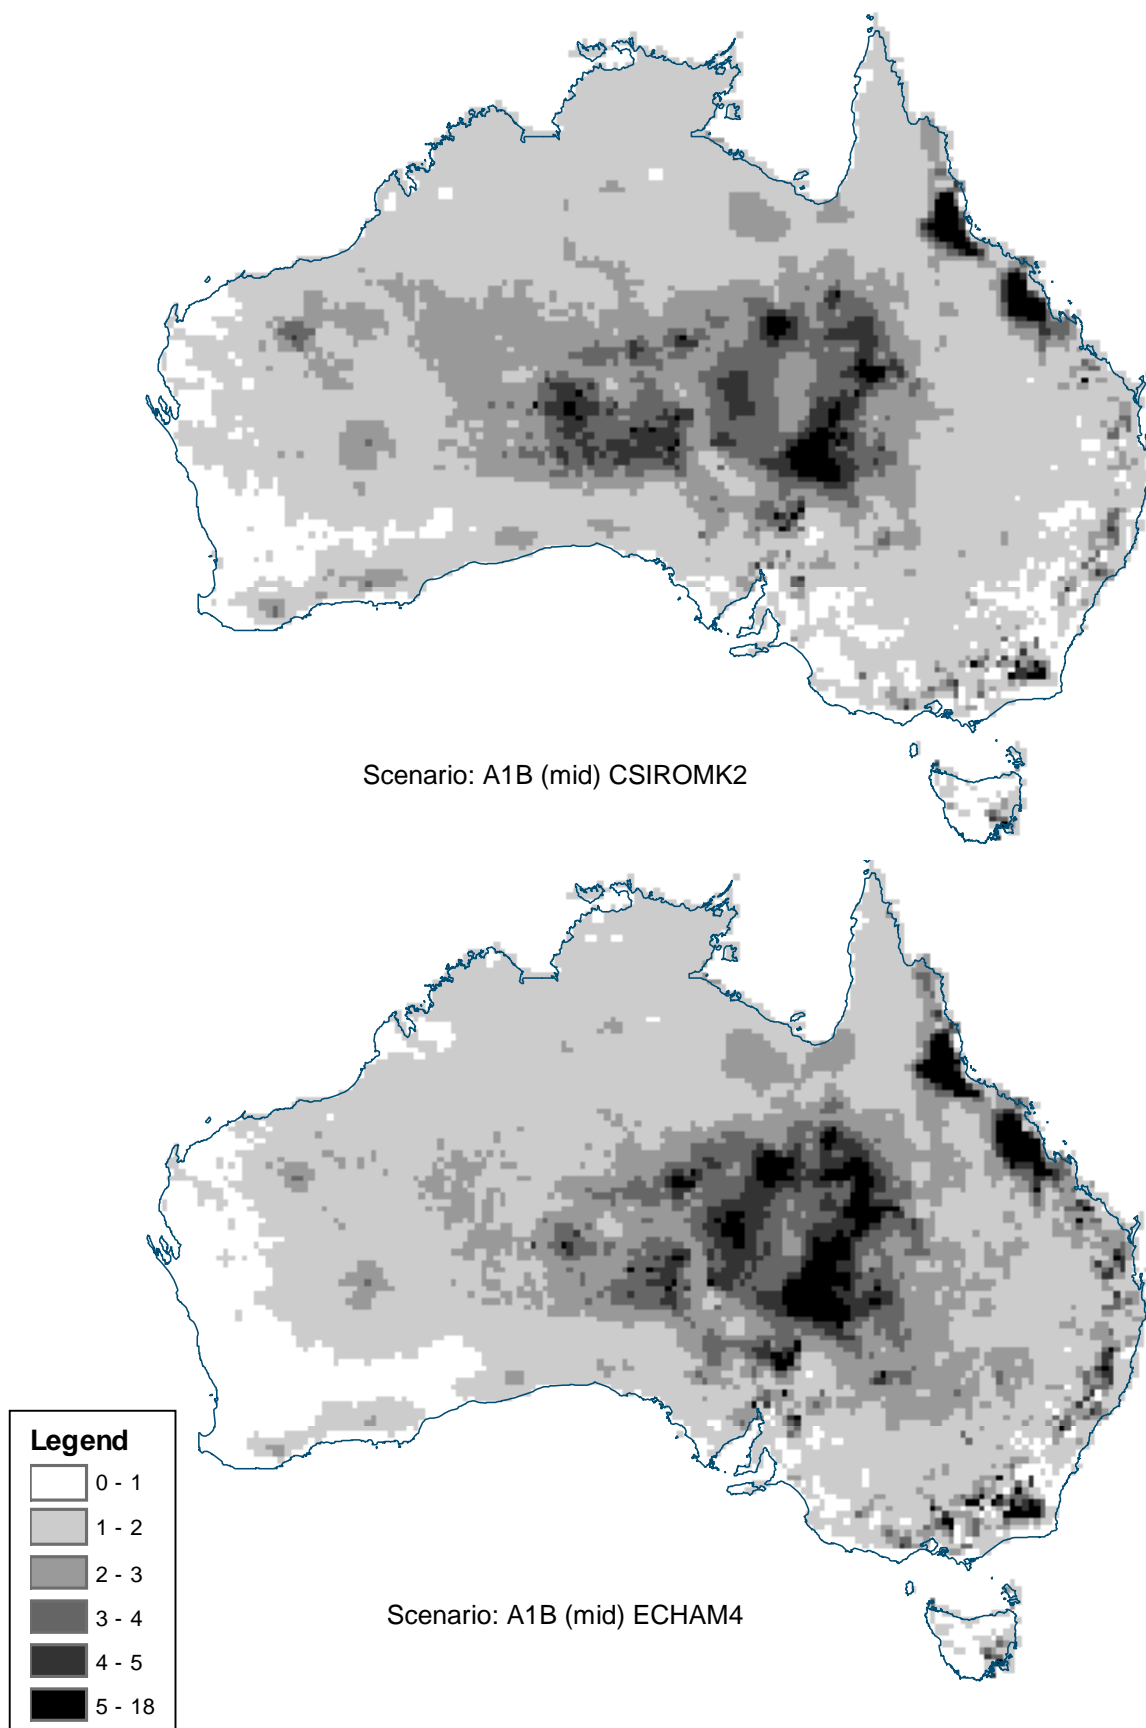 Scenario: A1B (mid) CSIROMK2
Scenario: A1B (mid) ECHAM4
Legend
0 - 1
1 - 2
2 - 3
3 - 4
4 - 5
5 - 18